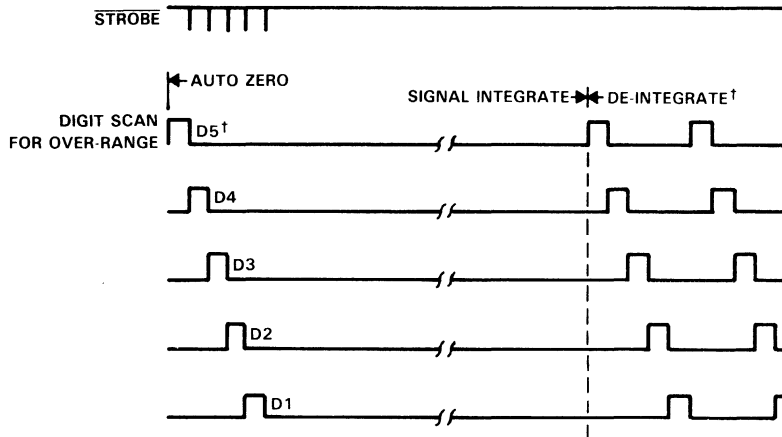 STROBE
AUTO ZERO
SIGNAL INTEGRATE
DE-INTEGRATE†
DIGIT SCAN
FOR OVER-RANGE
D5†
D4
D3
D2
D1